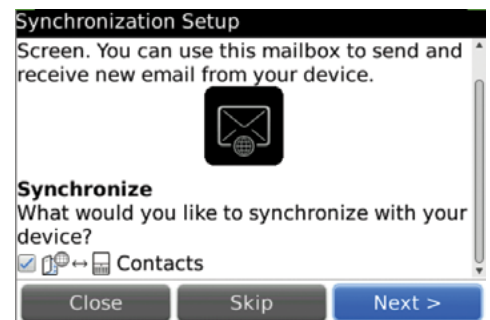 Synchronization Setup
Screen. You can use this mailbox to send and
receive new email from your device.
Synchronize
What would you like to synchronize with your
device?
Contacts
Close Skip Next >